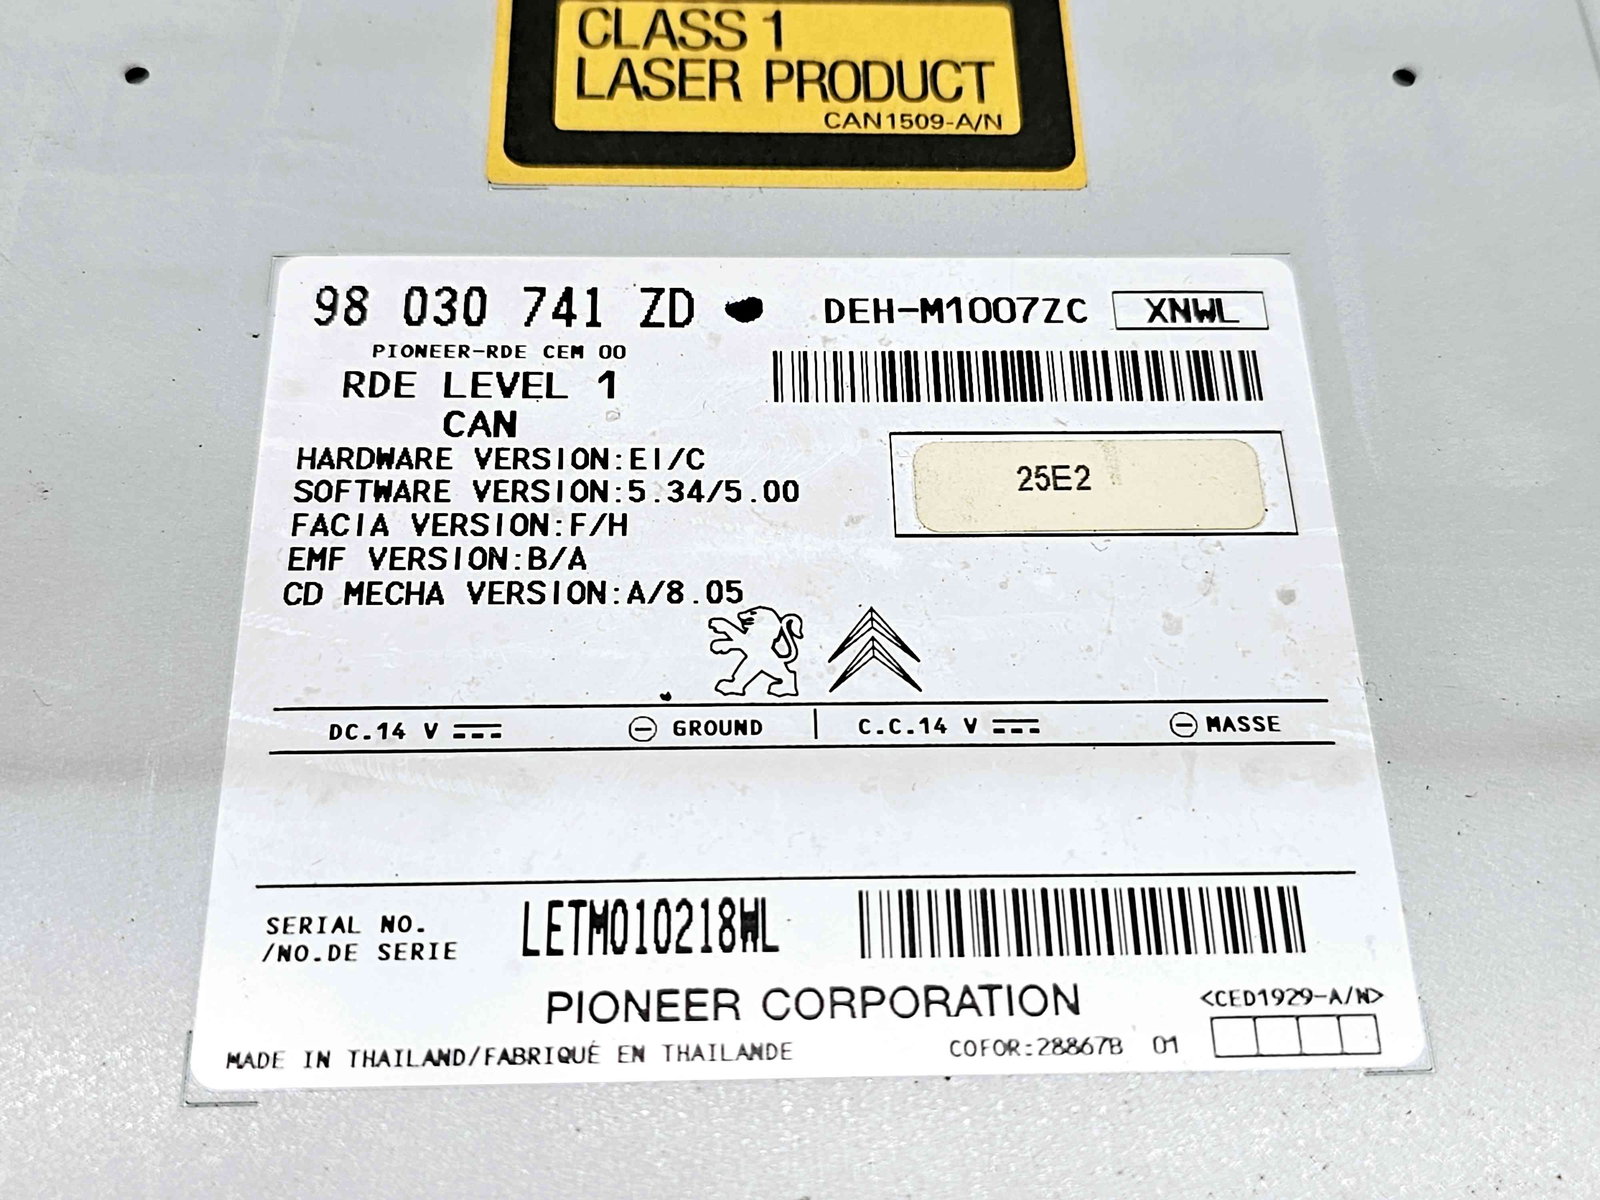 CLASS 1
LASER PRODUCT
CAN1509-A/N
98 030 741 ZD DEH-M1007ZC XNWL
PIONEER-RDE CEM 00
RDE LEVEL 1
CAN
25E2
HARDWARE VERSION:EI/C
SOFTWARE VERSION:5.34/5.00
FACIA VERSION:F/H
EMF VERSION:B/A
CD MECHA VERSION:A/8.05
DC.14 V GROUND C.C.14 V MASSE
SERIAL NO.
/NO.DE SERIE
LETM010218WL
PIONEER CORPORATION
<CED1929-A/N>
MADE IN THAILAND/FABRIQUÉ EN THAILANDE COFOR:28867B 01